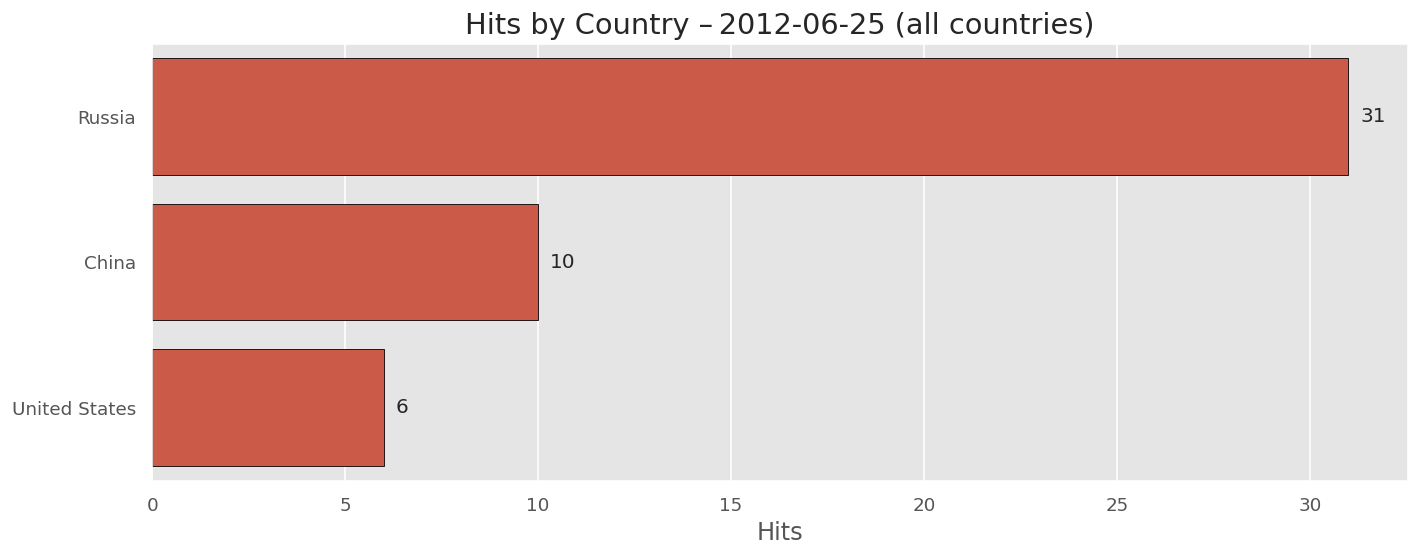 Hits by Country – 2012-06-25 (all countries)
Russia
31
China
10
United States
6
0 5 10 15 20 25 30
Hits